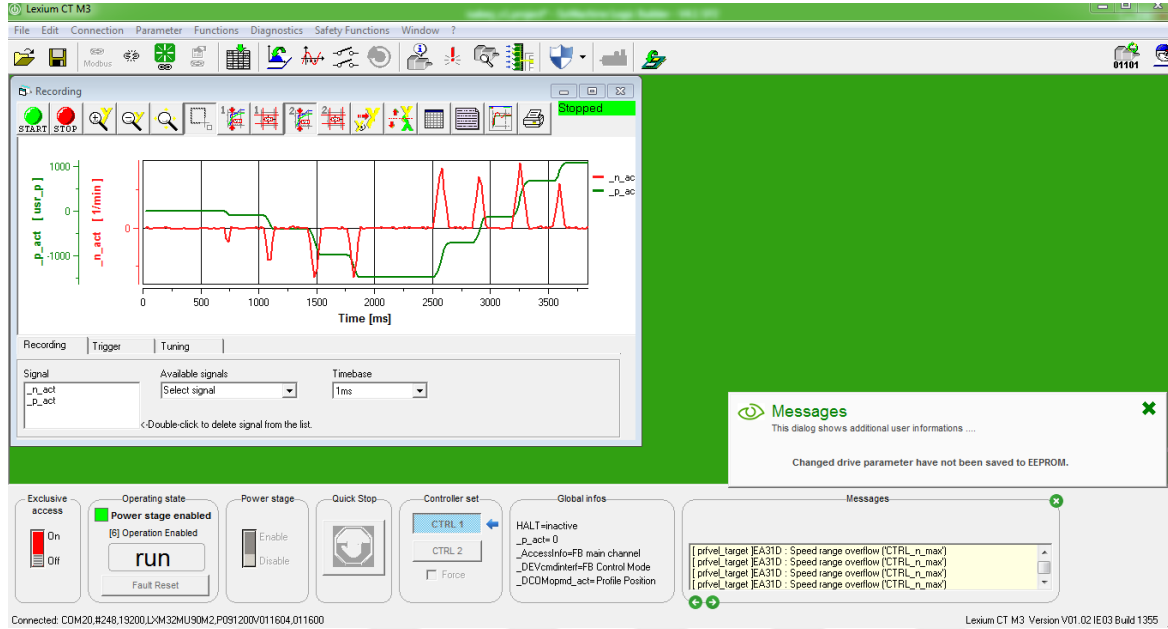 Lexium CT M3
File Edit Connection Parameter Functions Diagnostics Safety Functions Window ?
Modbus
01101
Recording
START STOP
1 1 2 2
Stopped
_p_act [ usr_p ]
_n_act [ 1/min ]
1000
0
-1000
0
_n_ac
_p_ac
0 500 1000 1500 2000 2500 3000 3500
Time [ms]
Recording Trigger Tuning
Signal Available signals Timebase
_n_act Select signal 1ms
_p_act
<-Double-click to delete signal from the list.
Messages
This dialog shows additional user informations ....
Changed drive parameter have not been saved to EEPROM.
Exclusive access
On
Off
Operating state
Power stage enabled
[6] Operation Enabled
run
Fault Reset
Power stage
Enable
Disable
Quick Stop
Controller set
CTRL 1
CTRL 2
Force
Global infos
HALT=inactive
_p_act= 0
_AccessInfo=FB main channel
_DEVcmdinterf=FB Control Mode
_DCOMopmd_act= Profile Position
Messages
[ prfvel_target ]EA31D : Speed range overflow ('CTRL_n_max')
[ prfvel_target ]EA31D : Speed range overflow ('CTRL_n_max')
[ prfvel_target ]EA31D : Speed range overflow ('CTRL_n_max')
[ prfvel_target ]EA31D : Speed range overflow ('CTRL_n_max')
Connected: COM20,#248,19200,LXM32MU90M2,P091200V011604,011600
Lexium CT M3 Version V01.02 IE03 Build 1355